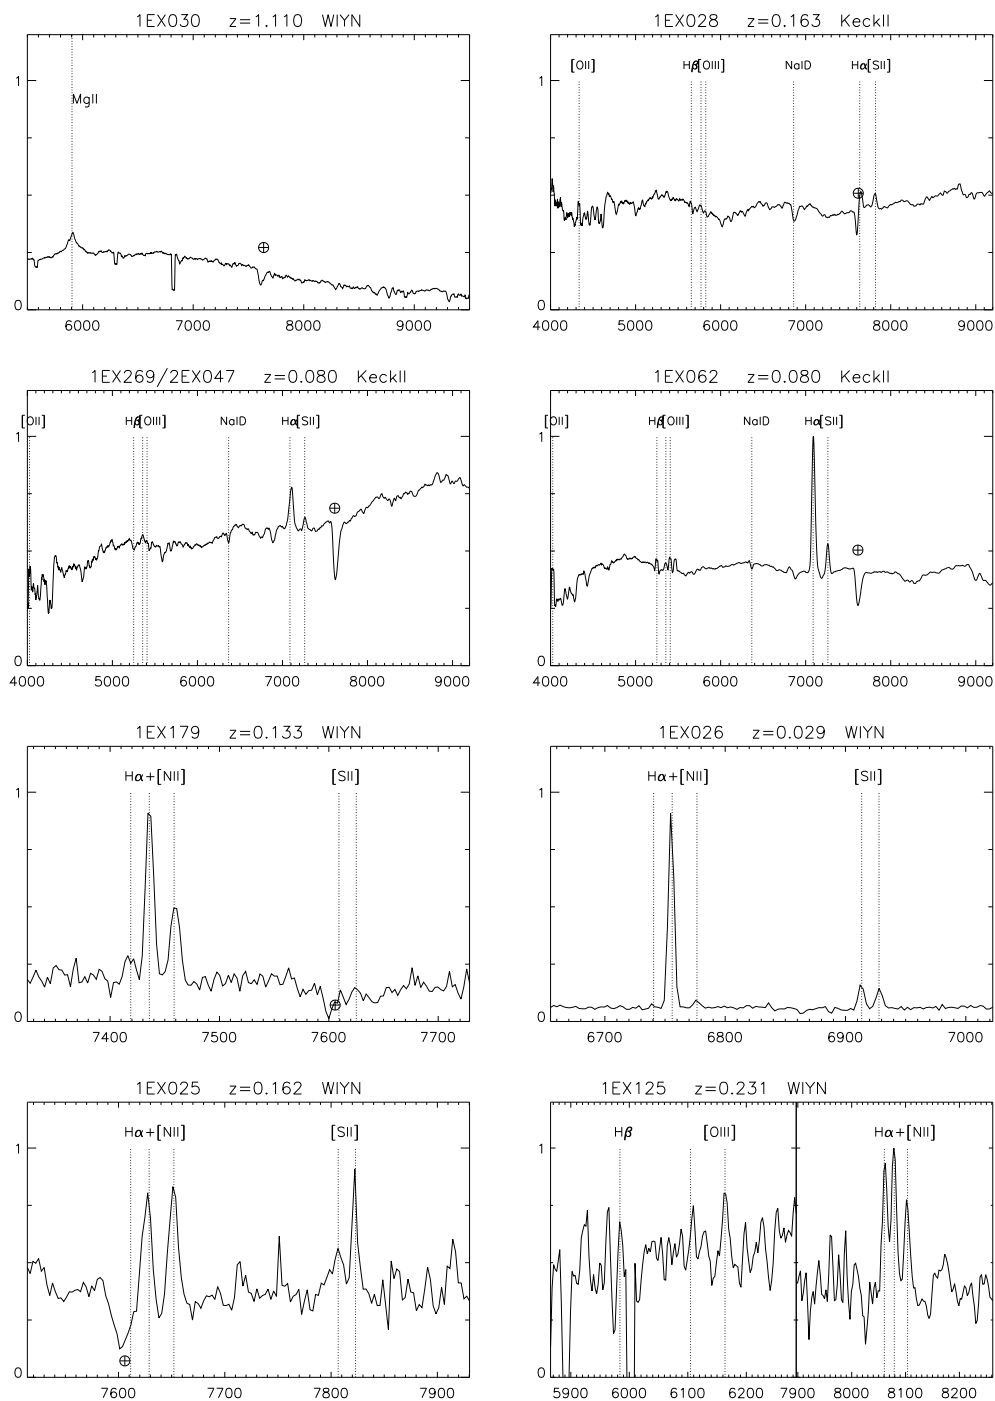 1EX030 z=1.110 WIYN
1EX028 z=0.163 KeckII
1
MgII
0
6000 7000 8000 9000
1
[OII] Hβ[OIII] NaID Hα[SII]
⊕
⊕
0
4000 5000 6000 7000 8000 9000
1EX269/2EX047 z=0.080 KeckII
1EX062 z=0.080 KeckII
[OII] Hβ[OIII] NaID Hα[SII]
1
⊕
0
4000 5000 6000 7000 8000 9000
[OII] Hβ[OIII] NaID Hα[SII]
1
⊕
0
4000 5000 6000 7000 8000 9000
1EX179 z=0.133 WIYN
1EX026 z=0.029 WIYN
Hα+[NII] [SII]
1
⊕
0
7400 7500 7600 7700
Hα+[NII] [SII]
1
0
6700 6800 6900 7000
1EX025 z=0.162 WIYN
1EX125 z=0.231 WIYN
Hα+[NII] [SII]
1
⊕
0
7600 7700 7800 7900
Hβ [OIII] Hα+[NII]
1
0
5900 6000 6100 6200 7900 8000 8100 8200